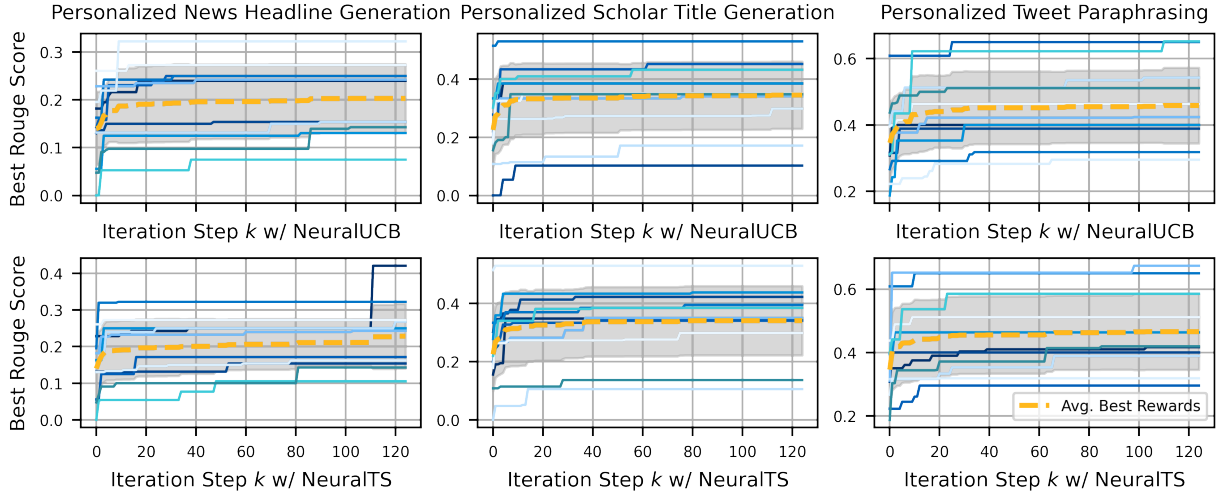 Personalized News Headline Generation
Personalized Scholar Title Generation
Personalized Tweet Paraphrasing
Best Rouge Score
0.3
0.2
0.1
0.0
0.4
0.2
0.0
0.6
0.4
0.2
Iteration Step k w/ NeuralUCB
Iteration Step k w/ NeuralUCB
Iteration Step k w/ NeuralUCB
Best Rouge Score
0.4
0.3
0.2
0.1
0.0
0.4
0.2
0.0
0.6
0.4
0.2
Avg. Best Rewards
0 20 40 60 80 100 120
0 20 40 60 80 100 120
0 20 40 60 80 100 120
Iteration Step k w/ NeuralTS
Iteration Step k w/ NeuralTS
Iteration Step k w/ NeuralTS